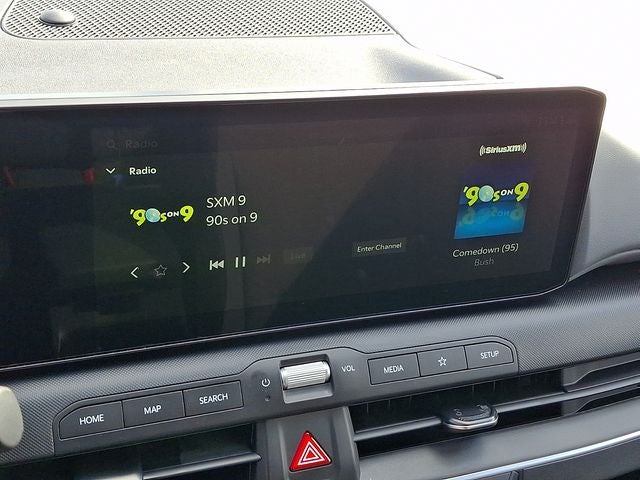 Radio
Radio
((SiriusXM))
'90s ON 9
SXM 9
90s on 9
'90s ON 9
Enter Channel
Live
Comedown (95)
Bush
HOME
MAP
SEARCH
VOL
MEDIA
SETUP